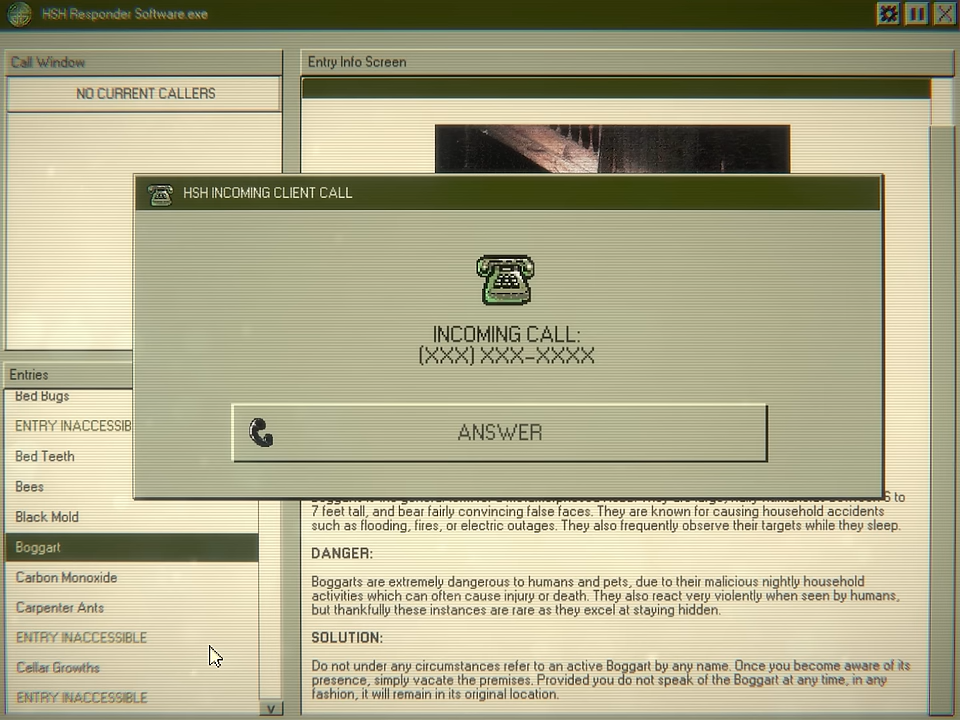 HSH Responder Software.exe
Call Window
NO CURRENT CALLERS
Entry Info Screen
HSH INCOMING CLIENT CALL
INCOMING CALL:
(XXX) XXX-XXXX
ANSWER
Entries
Bed Bugs
ENTRY INACCESSIB
Bed Teeth
Bees
Black Mold
Boggart
Carbon Monoxide
Carpenter Ants
ENTRY INACCESSIBLE
Cellar Growths
ENTRY INACCESSIBLE
6 to
7 feet tall, and bear fairly convincing false faces. They are known for causing household accidents
such as flooding, fires, or electric outages. They also frequently observe their targets while they sleep.
DANGER:
Boggarts are extremely dangerous to humans and pets, due to their malicious nightly household
activities which can often cause injury or death. They also react very violently when seen by humans,
but thankfully these instances are rare as they excel at staying hidden.
SOLUTION:
Do not under any circumstances refer to an active Boggart by any name. Once you become aware of its
presence, simply vacate the premises. Provided you do not speak of the Boggart at any time, in any
fashion, it will remain in its original location.